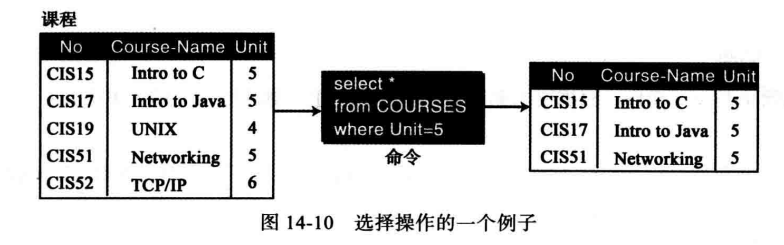 课程
No Course-Name Unit
CIS15 Intro to C 5
CIS17 Intro to Java 5
CIS19 UNIX 4
CIS51 Networking 5
CIS52 TCP/IP 6
select *
from COURSES
where Unit=5
命令
No Course-Name Unit
CIS15 Intro to C 5
CIS17 Intro to Java 5
CIS51 Networking 5
图 14-10 选择操作的一个例子